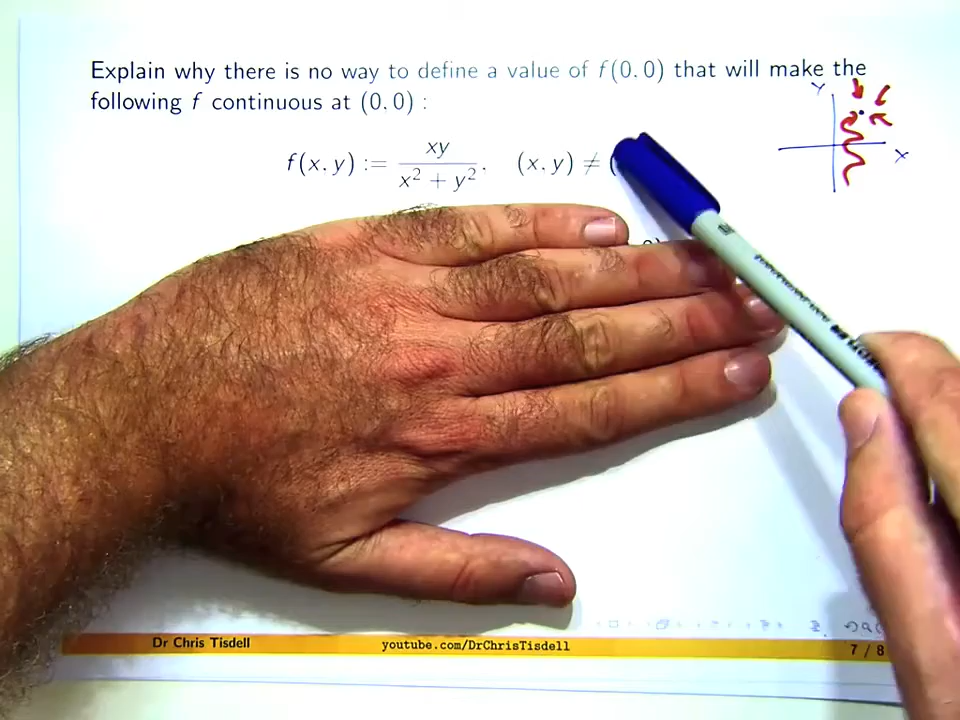 Explain why there is no way to define a value of f(0.0) that will make the
following f continuous at (0.0) :
f(x.y) := xy / x² + y² .   (x.y) ≠ (
Y
X
Dr Chris Tisdell
youtube.com/DrChrisTisdell
7 / 8